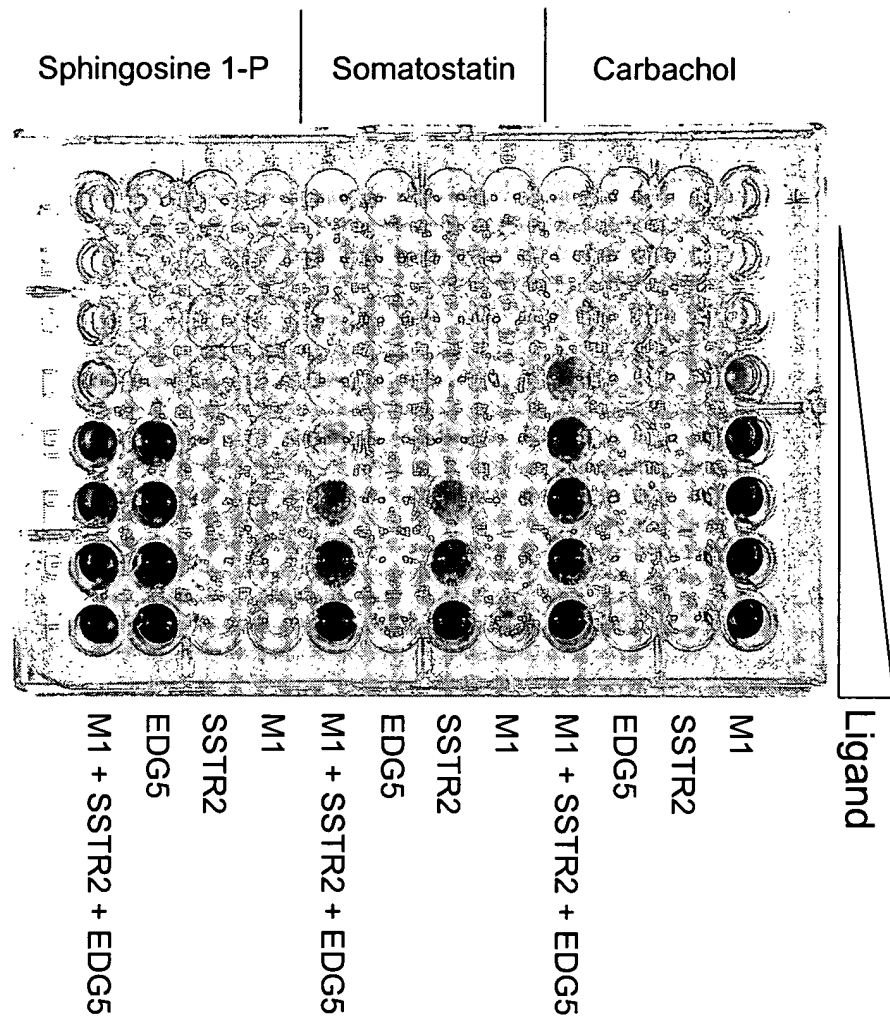 Sphingosine 1-P
Somatostatin
Carbachol
M1 + SSTR2 + EDG5
EDG5
SSTR2
M1
M1 + SSTR2 + EDG5
EDG5
SSTR2
M1
M1 + SSTR2 + EDG5
EDG5
SSTR2
M1
Ligand